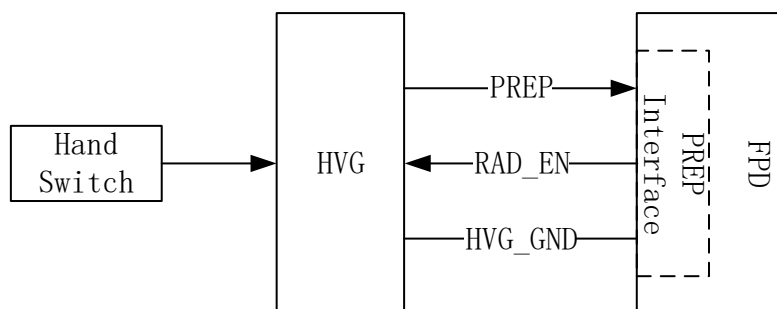 Hand
Switch
HVG
PREP
RAD_EN
HVG_GND
PREP
Interface
FPD